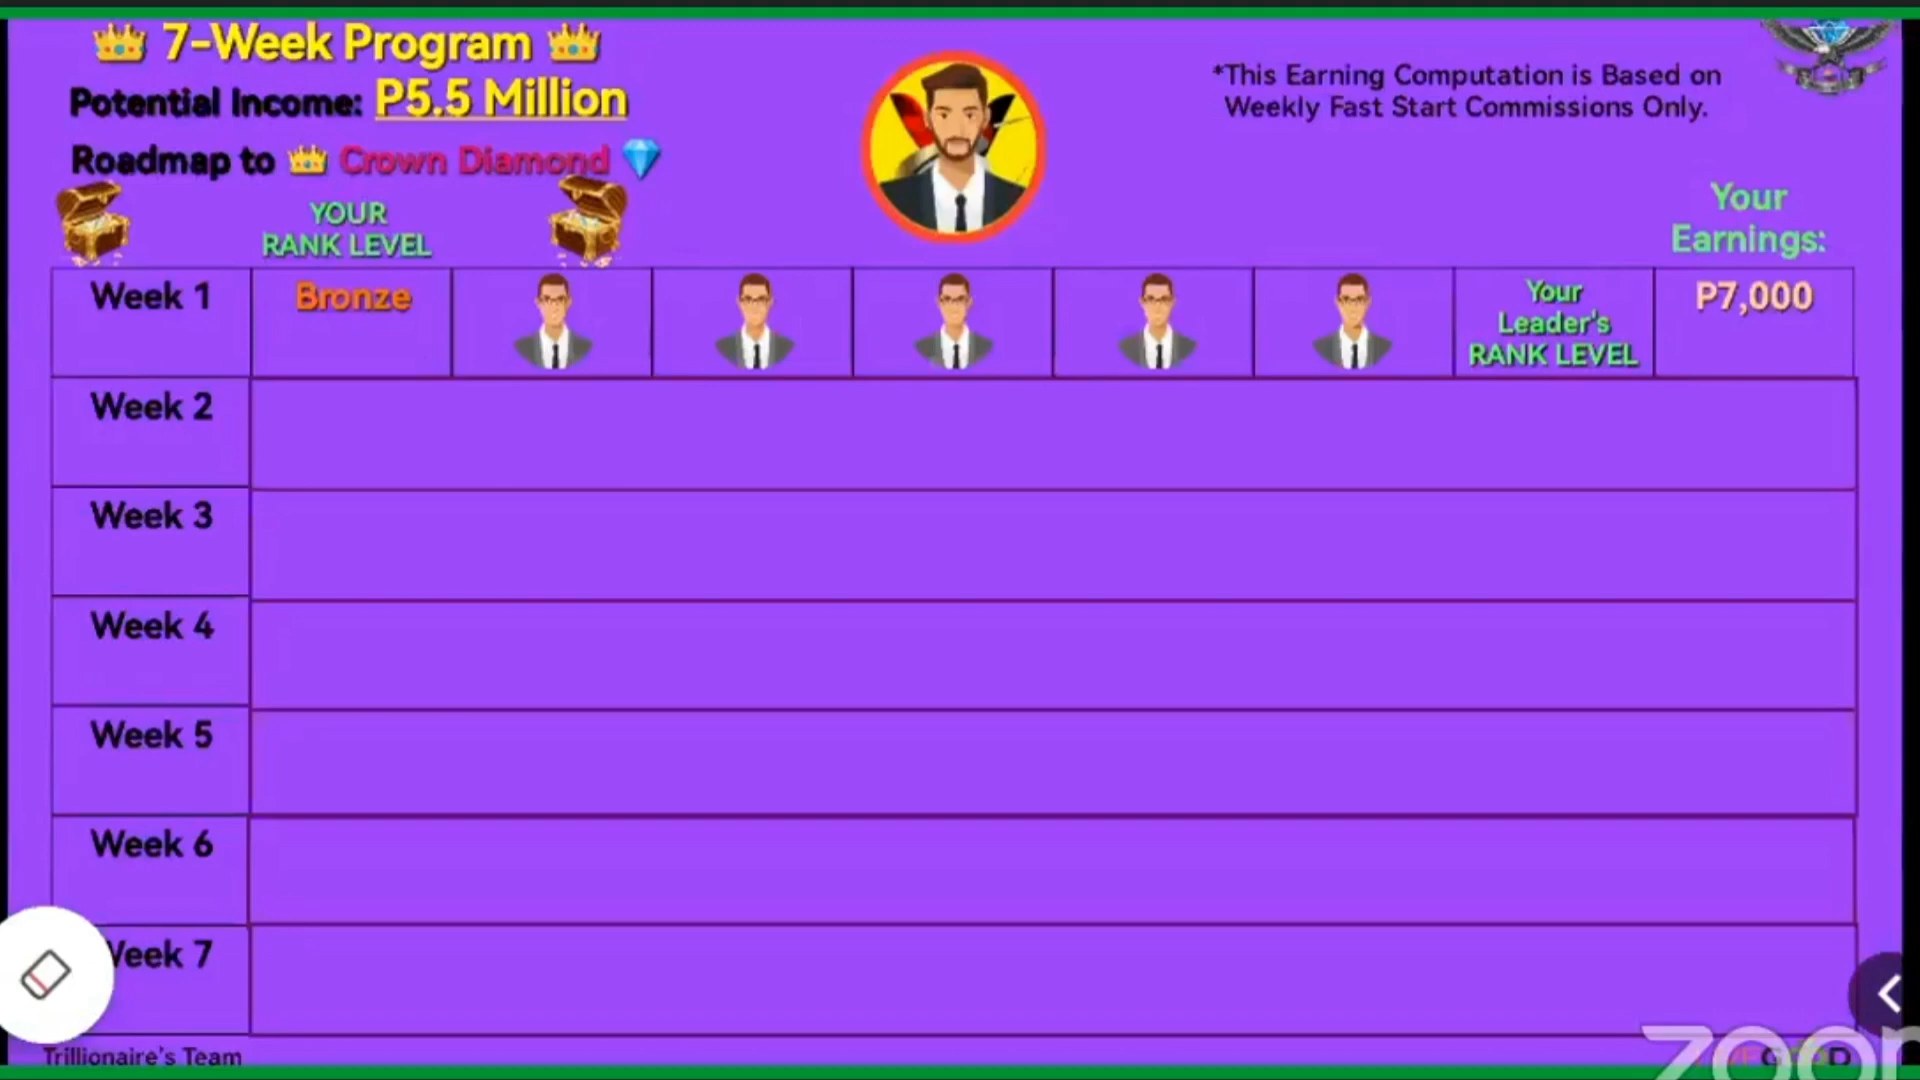 7-Week Program
Potential Income: P5.5 Million
Roadmap to Crown Diamond
*This Earning Computation is Based on
Weekly Fast Start Commissions Only.
YOUR
RANK LEVEL
Your
Earnings:
Week 1
Bronze
Your
Leader's
RANK LEVEL
P7,000
Week 2
Week 3
Week 4
Week 5
Week 6
Week 7
Trillionaire's Team
zoom